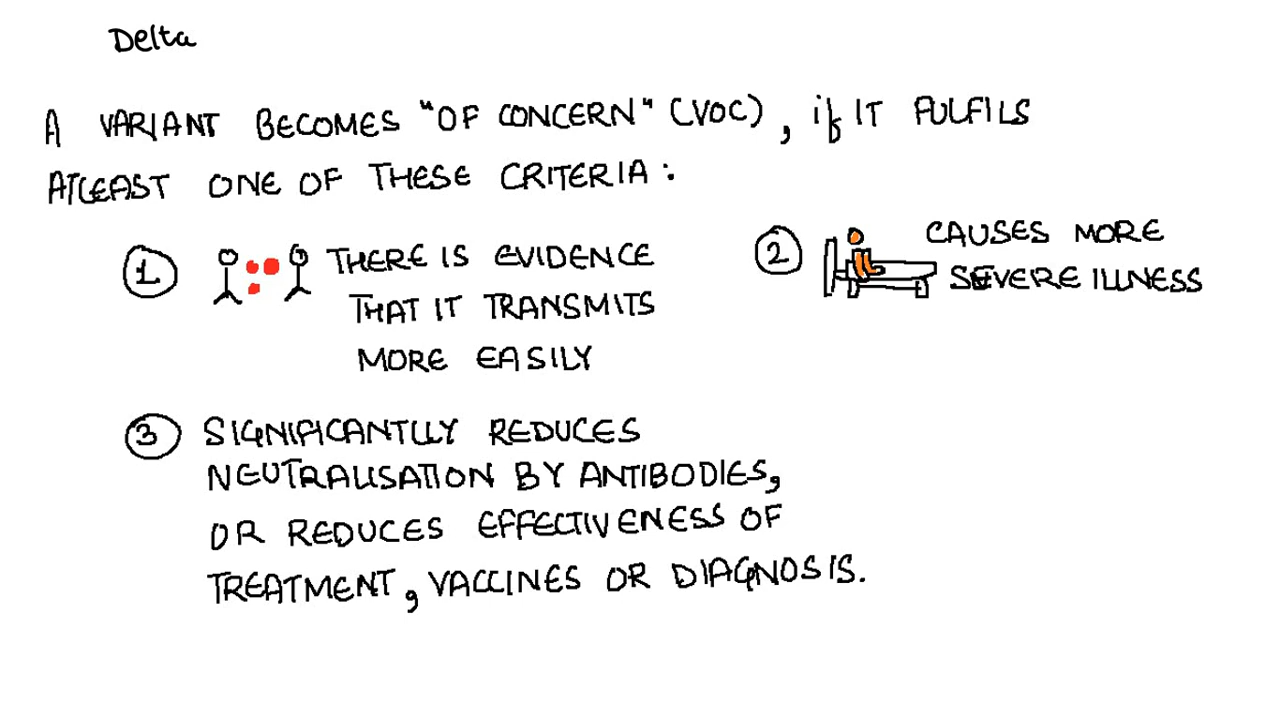 Delta
A VARIANT BECOMES "OF CONCERN" (VOC), if IT FULFILS
ATLEAST ONE OF THESE CRITERIA:
1 THERE IS EVIDENCE
THAT IT TRANSMITS
MORE EASILY
2 CAUSES MORE
SEVERE ILLNESS
3 SIGNIFICANTLLY REDUCES
NEUTRALISATION BY ANTIBODIES,
OR REDUCES EFFECTIVENESS OF
TREATMENT, VACCINES OR DIAGNOSIS.